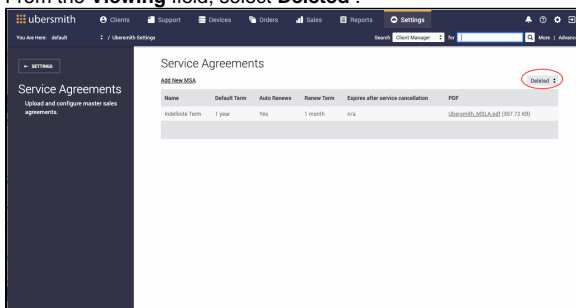 From the Viewing field, select Deleted .
ubersmith Clients Support Devices Orders Sales Reports Settings
You Are Here: default / Ubersmith Settings Search Client Manager for More | Advanc
← SETTINGS
Service Agreements
Upload and configure master sales
agreements.
Service Agreements
Add New MSA
Deleted
Name Default Term Auto Renews Renew Term Expires after service cancellation PDF
Indefinite Term 1 year Yes 1 month n/a Ubersmith_MSLA.pdf (307.72 KB)